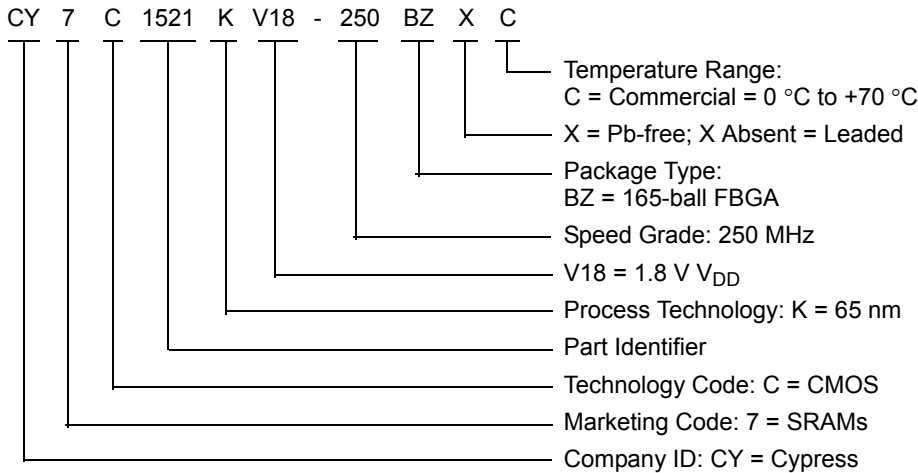 CY 7 C 1521 K V18 - 250 BZ X C
Temperature Range:
C = Commercial = 0 °C to +70 °C
X = Pb-free; X Absent = Leaded
Package Type:
BZ = 165-ball FBGA
Speed Grade: 250 MHz
V18 = 1.8 V VDD
Process Technology: K = 65 nm
Part Identifier
Technology Code: C = CMOS
Marketing Code: 7 = SRAMs
Company ID: CY = Cypress